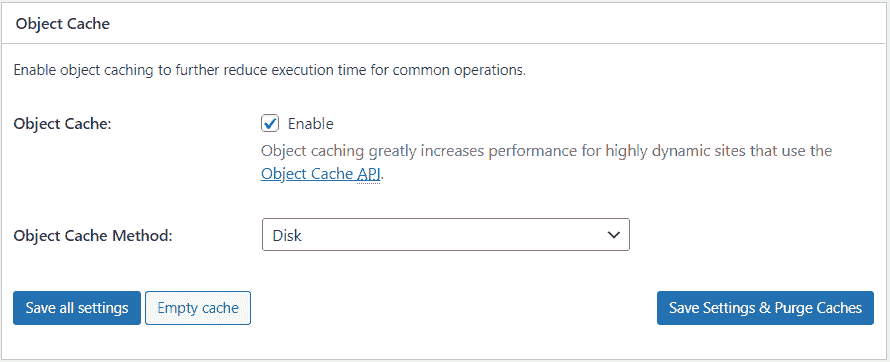 Object Cache
Enable object caching to further reduce execution time for common operations.
Object Cache:
Enable
Object caching greatly increases performance for highly dynamic sites that use the
Object Cache API.
Object Cache Method:
Disk
Save all settings
Empty cache
Save Settings & Purge Caches